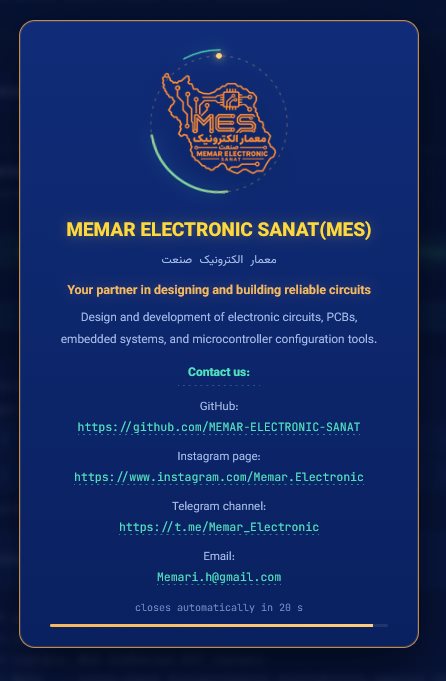 MES
معمار الکترونیک
صنعت
MEMAR ELECTRONIC
SANAT
MEMAR ELECTRONIC SANAT(MES)
معمار الکترونیک صنعت
Your partner in designing and building reliable circuits
Design and development of electronic circuits, PCBs,
embedded systems, and microcontroller configuration tools.
Contact us:
GitHub:
https://github.com/MEMAR-ELECTRONIC-SANAT
Instagram page:
https://www.instagram.com/Memar.Electronic
Telegram channel:
https://t.me/Memar_Electronic
Email:
Memari.h@gmail.com
closes automatically in 20 s